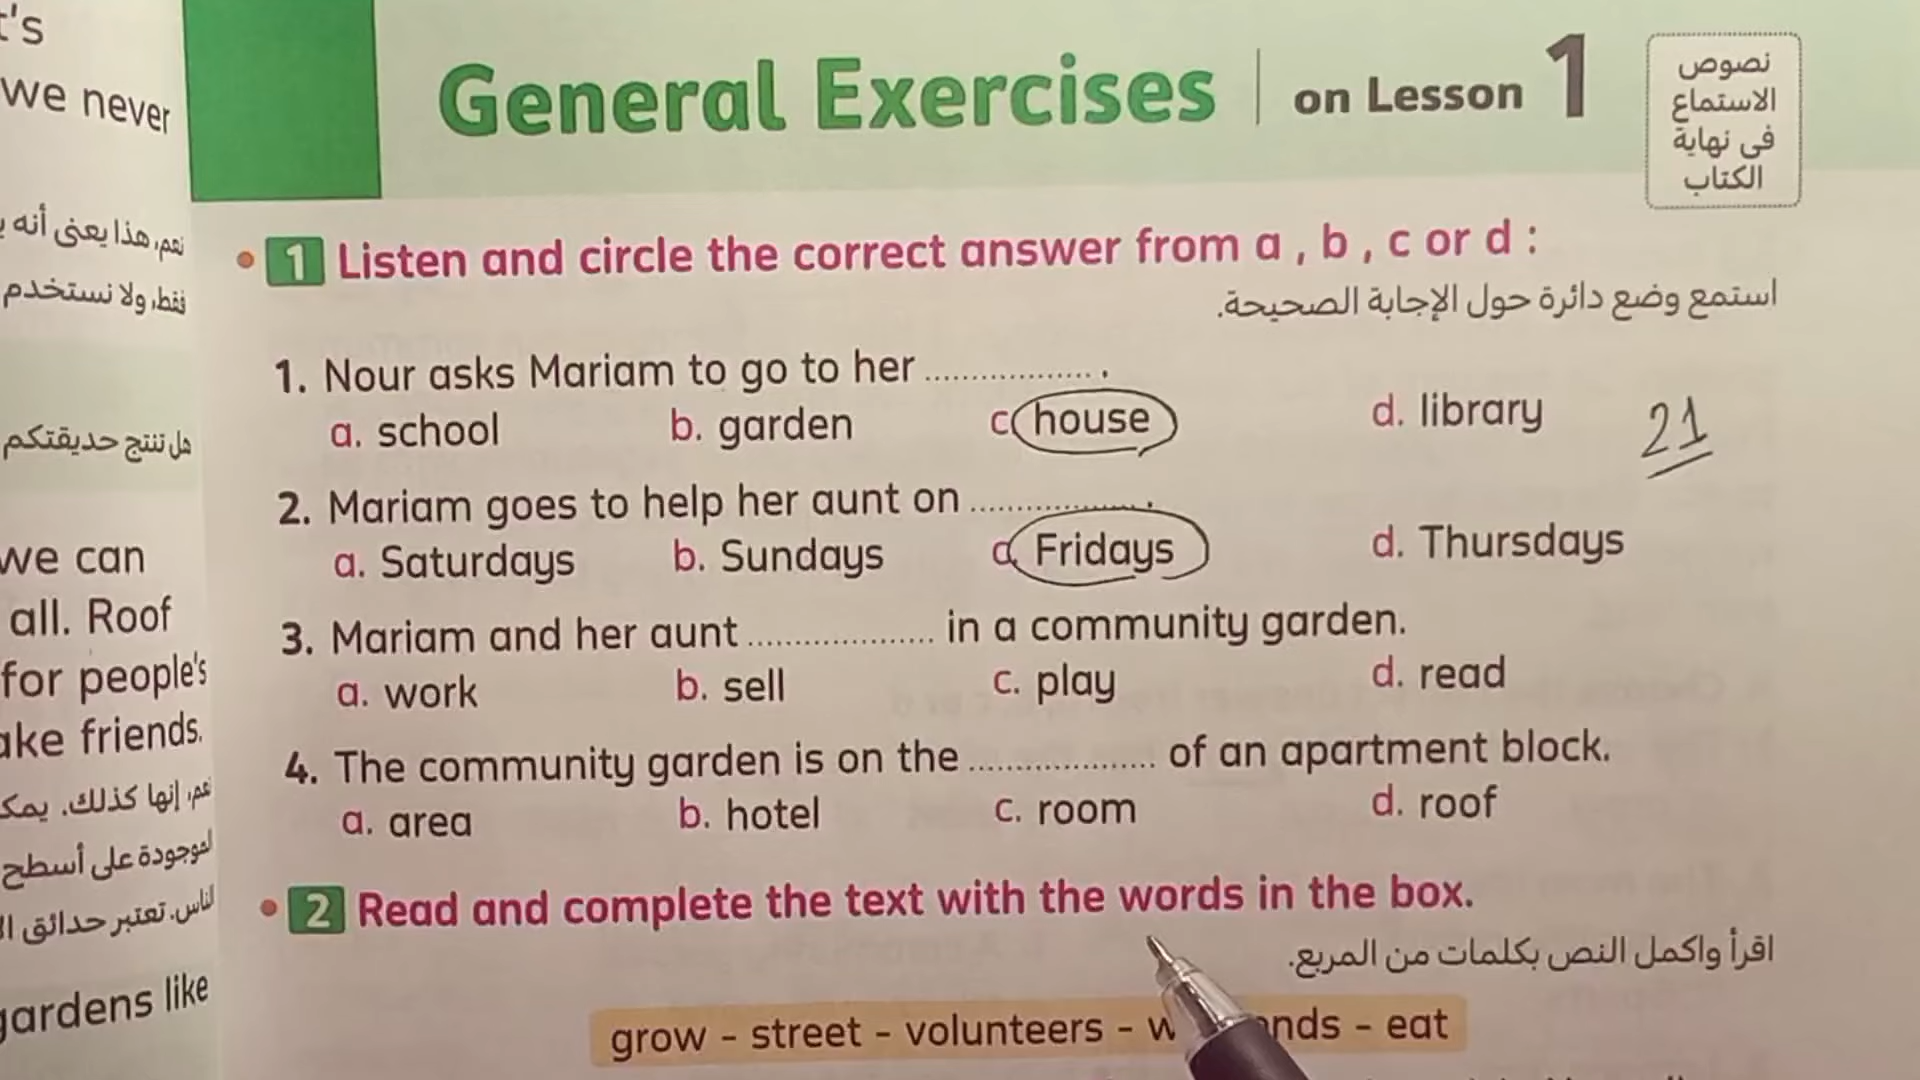 t's
we never
نعم، هذا يعنى أنه
فقط، ولا نستخدم
هل تنتج حديقتكم
we can
all. Roof
for people's
ake friends.
نعم، إنها كذلك. يمك
الموجودة على أسطح
الناس. تعتبر حدائق ال
gardens like
General Exercises on Lesson 1
نصوص
الاستماع
فى نهاية
الكتاب
1 Listen and circle the correct answer from a , b , c or d :
استمع وضع دائرة حول الإجابة الصحيحة.
1. Nour asks Mariam to go to her .................. .
a. school b. garden c house d. library
21
2. Mariam goes to help her aunt on .................. .
a. Saturdays b. Sundays c. Fridays d. Thursdays
3. Mariam and her aunt .................. in a community garden.
a. work b. sell c. play d. read
4. The community garden is on the .................. of an apartment block.
a. area b. hotel c. room d. roof
2 Read and complete the text with the words in the box.
اقرأ واكمل النص بكلمات من المربع.
grow - street - volunteers - w nds - eat